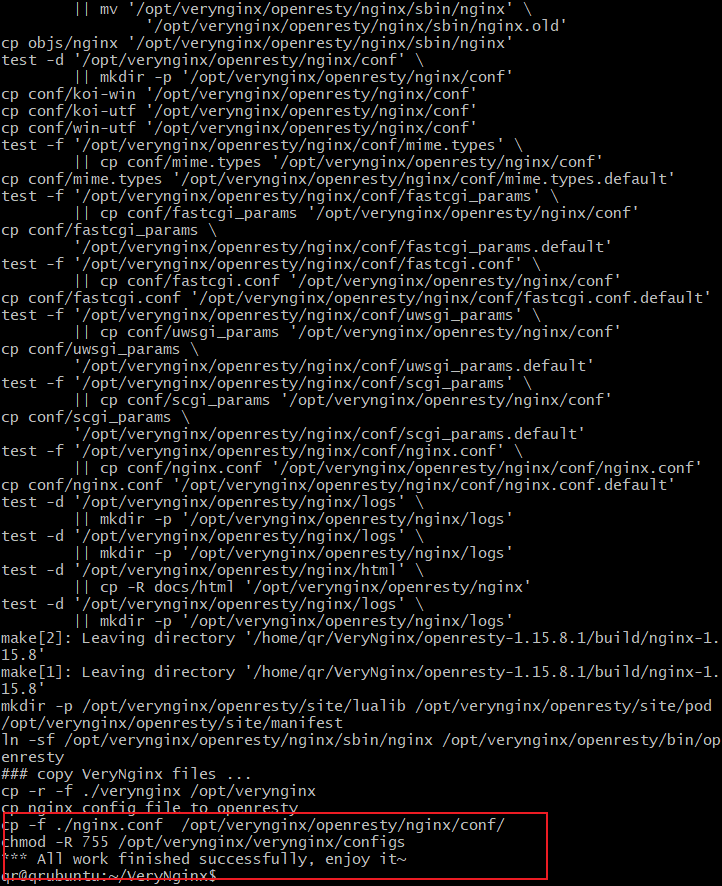 || mv '/opt/verynginx/openresty/nginx/sbin/nginx' \
                '/opt/verynginx/openresty/nginx/sbin/nginx.old'
cp objs/nginx '/opt/verynginx/openresty/nginx/sbin/nginx'
test -d '/opt/verynginx/openresty/nginx/conf' \
        || mkdir -p '/opt/verynginx/openresty/nginx/conf'
cp conf/koi-win '/opt/verynginx/openresty/nginx/conf'
cp conf/koi-utf '/opt/verynginx/openresty/nginx/conf'
cp conf/win-utf '/opt/verynginx/openresty/nginx/conf'
test -f '/opt/verynginx/openresty/nginx/conf/mime.types' \
        || cp conf/mime.types '/opt/verynginx/openresty/nginx/conf'
cp conf/mime.types '/opt/verynginx/openresty/nginx/conf/mime.types.default'
test -f '/opt/verynginx/openresty/nginx/conf/fastcgi_params' \
        || cp conf/fastcgi_params '/opt/verynginx/openresty/nginx/conf'
cp conf/fastcgi_params \
        '/opt/verynginx/openresty/nginx/conf/fastcgi_params.default'
test -f '/opt/verynginx/openresty/nginx/conf/fastcgi.conf' \
        || cp conf/fastcgi.conf '/opt/verynginx/openresty/nginx/conf'
cp conf/fastcgi.conf '/opt/verynginx/openresty/nginx/conf/fastcgi.conf.default'
test -f '/opt/verynginx/openresty/nginx/conf/uwsgi_params' \
        || cp conf/uwsgi_params '/opt/verynginx/openresty/nginx/conf'
cp conf/uwsgi_params \
        '/opt/verynginx/openresty/nginx/conf/uwsgi_params.default'
test -f '/opt/verynginx/openresty/nginx/conf/scgi_params' \
        || cp conf/scgi_params '/opt/verynginx/openresty/nginx/conf'
cp conf/scgi_params \
        '/opt/verynginx/openresty/nginx/conf/scgi_params.default'
test -f '/opt/verynginx/openresty/nginx/conf/nginx.conf' \
        || cp conf/nginx.conf '/opt/verynginx/openresty/nginx/conf/nginx.conf'
cp conf/nginx.conf '/opt/verynginx/openresty/nginx/conf/nginx.conf.default'
test -d '/opt/verynginx/openresty/nginx/logs' \
        || mkdir -p '/opt/verynginx/openresty/nginx/logs'
test -d '/opt/verynginx/openresty/nginx/logs' \
        || mkdir -p '/opt/verynginx/openresty/nginx/logs'
test -d '/opt/verynginx/openresty/nginx/html' \
        || cp -R docs/html '/opt/verynginx/openresty/nginx'
test -d '/opt/verynginx/openresty/nginx/logs' \
        || mkdir -p '/opt/verynginx/openresty/nginx/logs'
make[2]: Leaving directory '/home/qr/VeryNginx/openresty-1.15.8.1/build/nginx-1.
15.8'
make[1]: Leaving directory '/home/qr/VeryNginx/openresty-1.15.8.1/build/nginx-1.
15.8'
mkdir -p /opt/verynginx/openresty/site/lualib /opt/verynginx/openresty/site/pod
/opt/verynginx/openresty/site/manifest
ln -sf /opt/verynginx/openresty/nginx/sbin/nginx /opt/verynginx/openresty/bin/op
enresty
### copy VeryNginx files ...
cp -r -f ./verynginx /opt/verynginx
cp nginx config file to openresty
cp -f ./nginx.conf  /opt/verynginx/openresty/nginx/conf/
chmod -R 755 /opt/verynginx/verynginx/configs
*** All work finished successfully, enjoy it~
qr@qrubuntu:~/VeryNginx$